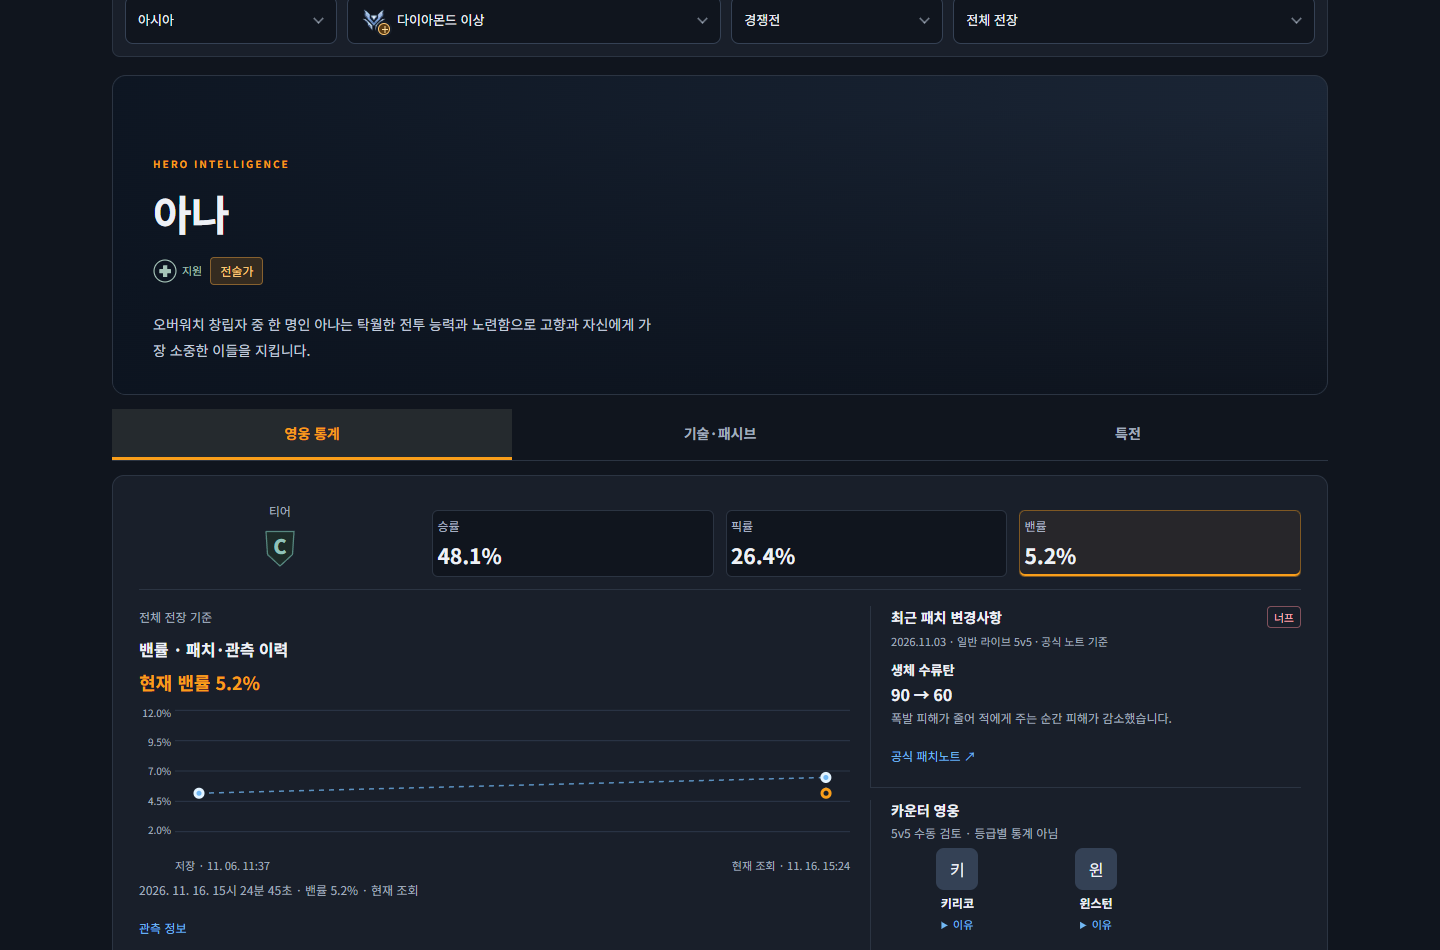 아시아
다이아몬드 이상
경쟁전
전체 전장
HERO INTELLIGENCE
아나
지원
전술가
오버워치 창립자 중 한 명인 아나는 탁월한 전투 능력과 노련함으로 고향과 자신에게 가
장 소중한 이들을 지킵니다.
영웅 통계
기술·패시브
특전
티어
C
승률
48.1%
픽률
26.4%
밴률
5.2%
전체 전장 기준
밴률 · 패치·관측 이력
현재 밴률 5.2%
12.0%
9.5%
7.0%
4.5%
2.0%
저장 · 11. 06. 11:37
현재 조회 · 11. 16. 15:24
2026. 11. 16. 15시 24분 45초 · 밴률 5.2% · 현재 조회
관측 정보
최근 패치 변경사항
너프
2026.11.03 · 일반 라이브 5v5 · 공식 노트 기준
생체 수류탄
90 → 60
폭발 피해가 줄어 적에게 주는 순간 피해가 감소했습니다.
공식 패치노트 ↗
카운터 영웅
5v5 수동 검토 · 등급별 통계 아님
키
윈
키리코
윈스턴
▶ 이유
▶ 이유